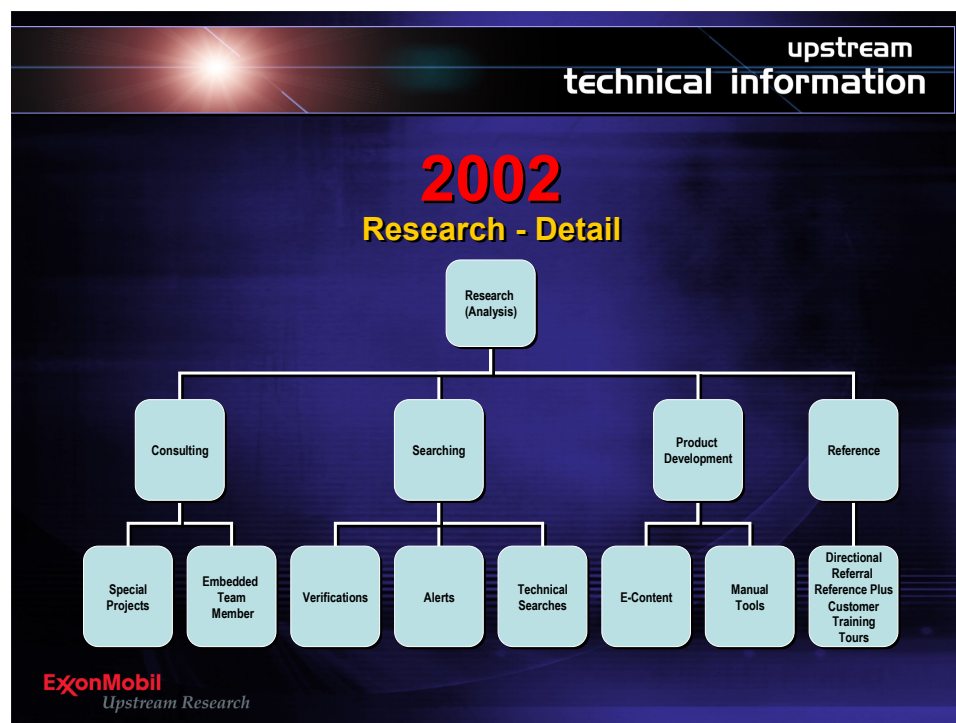 upstream
technical information
2002
Research - Detail
Research
(Analysis)
Consulting
Searching
Product
Development
Reference
Special
Projects
Embedded
Team
Member
Verifications
Alerts
Technical
Searches
E-Content
Manual
Tools
Directional
Referral
Reference Plus
Customer
Training
Tours
ExxonMobil
Upstream Research